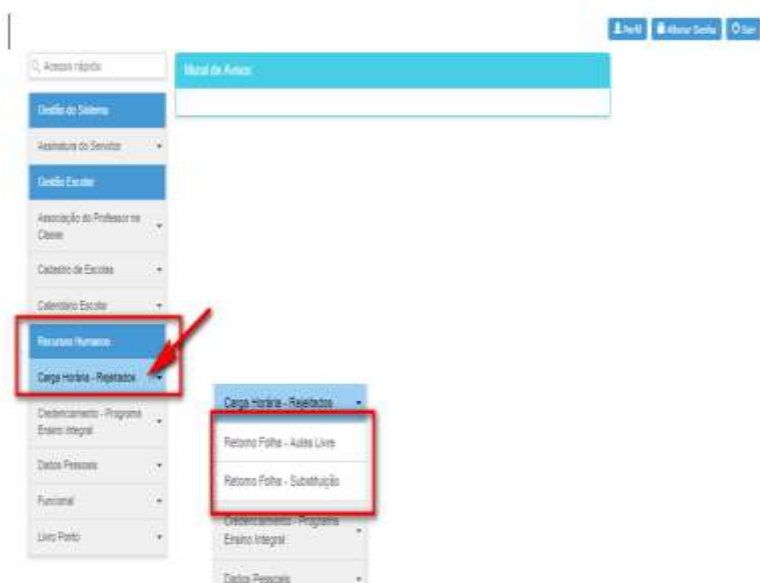 Perfil
Alterar Senha
Sair
Acesso rápido
Mural de Avisos
Gestão do Sistema
Assinatura do Servidor
Gestão Escolar
Associação do Professor na
Classe
Cadastro de Escolas
Calendário Escolar
Recursos Humanos
Carga Horária - Rejeitados
Credenciamento - Programa
Ensino Integral
Dados Pessoais
Funcional
Livro Ponto
Carga Horária - Rejeitados
Retorno Folha - Aulas Livre
Retorno Folha - Substituição
Credenciamento - Programa
Ensino Integral
Dados Pessoais